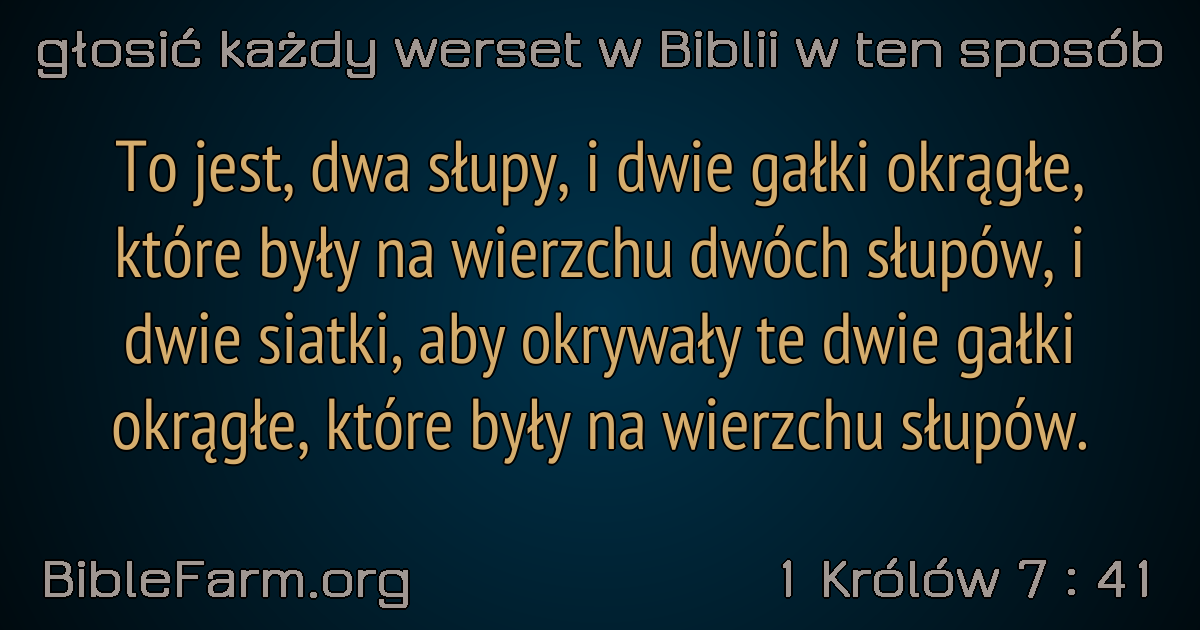 głosić każdy werset w Biblii w ten sposób
To jest, dwa słupy, i dwie gałki okrągłe,
które były na wierzchu dwóch słupów, i
dwie siatki, aby okrywały te dwie gałki
okrągłe, które były na wierzchu słupów.
BibleFarm.org
1 Królów 7 : 41